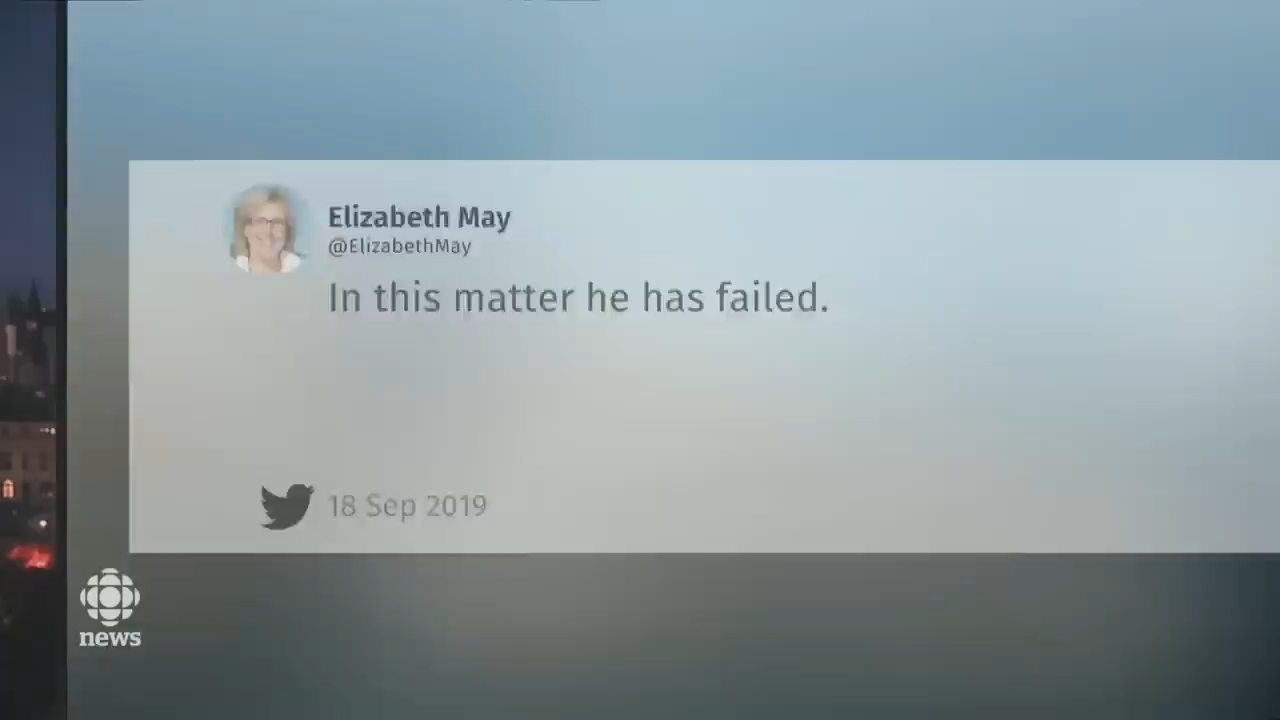 Elizabeth May
@ElizabethMay
In this matter he has failed.
18 Sep 2019
news